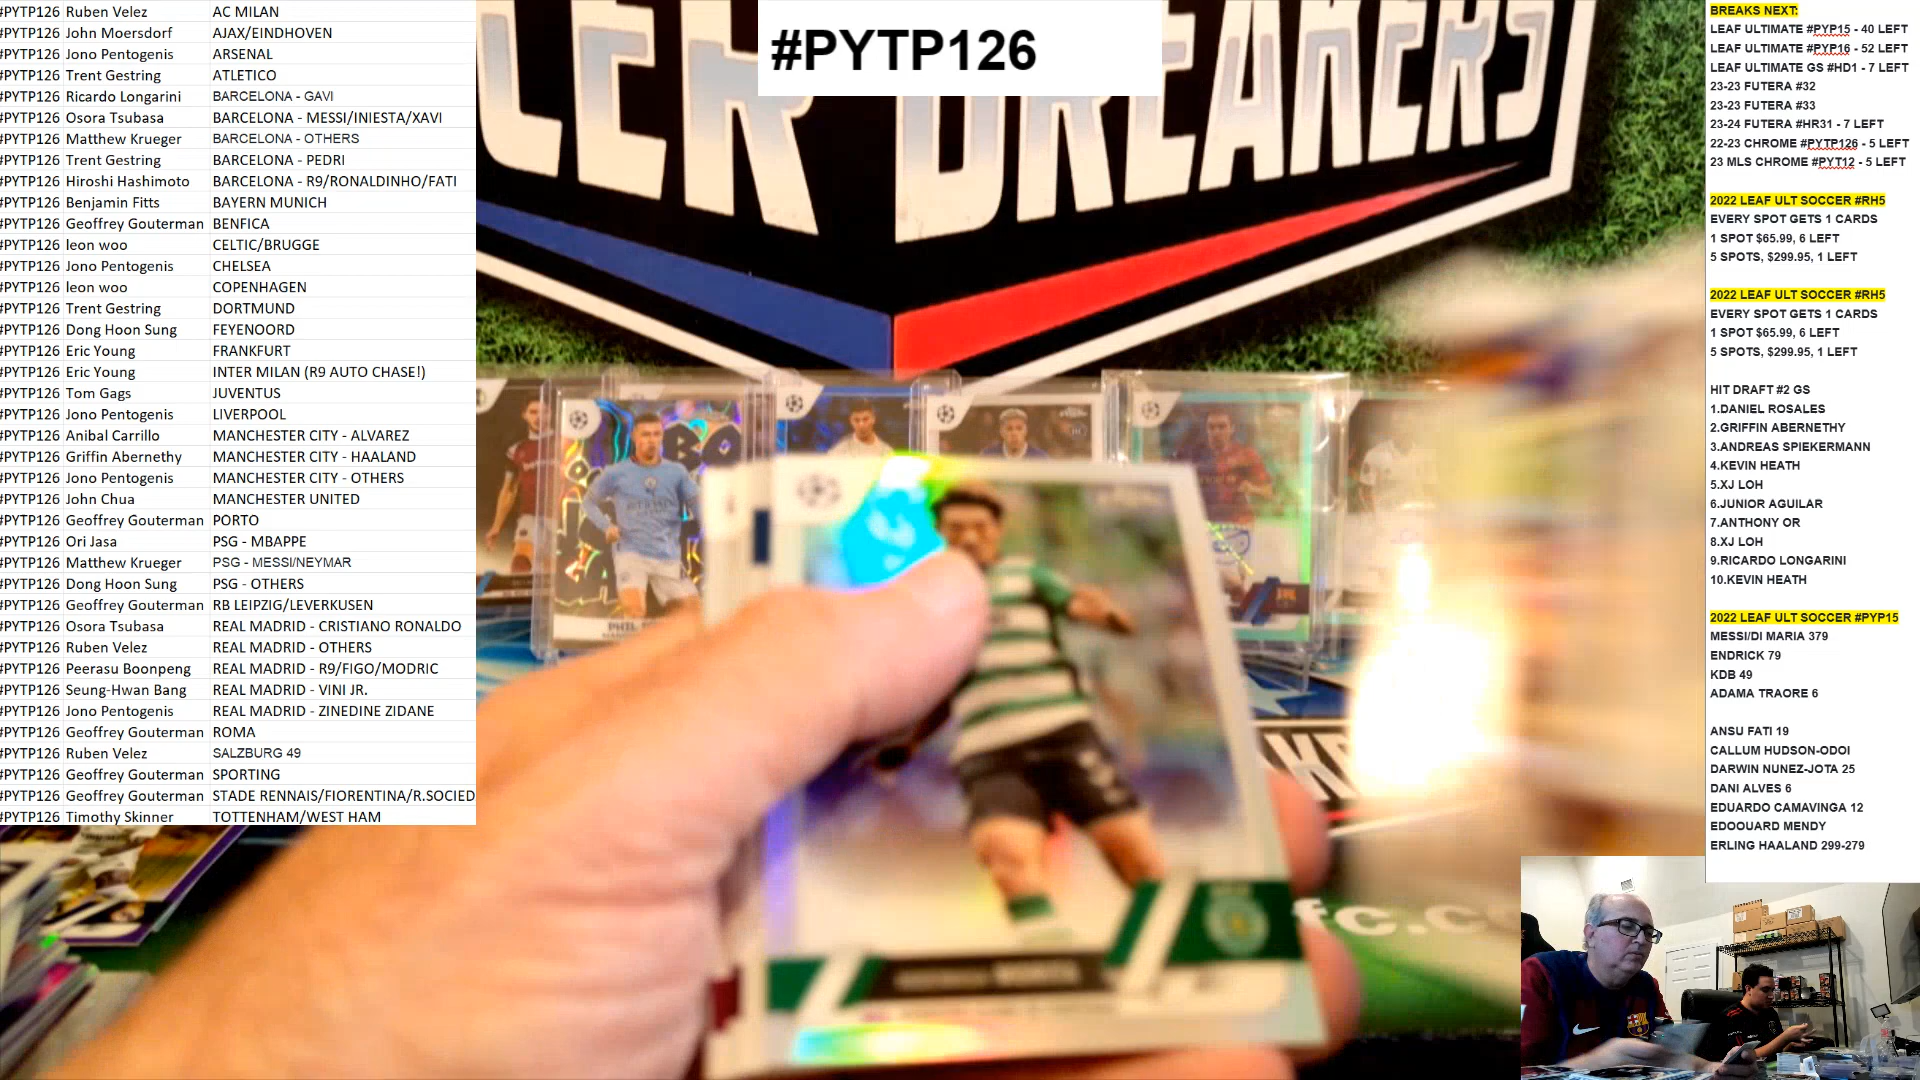 #PYTP126 Ruben Velez AC MILAN
#PYTP126 John Moersdorf AJAX/EINDHOVEN
#PYTP126 Jono Pentogenis ARSENAL
#PYTP126 Trent Gestring ATLETICO
#PYTP126 Ricardo Longarini BARCELONA - GAVI
#PYTP126 Osora Tsubasa BARCELONA - MESSI/INIESTA/XAVI
#PYTP126 Matthew Krueger BARCELONA - OTHERS
#PYTP126 Trent Gestring BARCELONA - PEDRI
#PYTP126 Hiroshi Hashimoto BARCELONA - R9/RONALDINHO/FATI
#PYTP126 Benjamin Fitts BAYERN MUNICH
#PYTP126 Geoffrey Gouterman BENFICA
#PYTP126 leon woo CELTIC/BRUGGE
#PYTP126 Jono Pentogenis CHELSEA
#PYTP126 leon woo COPENHAGEN
#PYTP126 Trent Gestring DORTMUND
#PYTP126 Dong Hoon Sung FEYENOORD
#PYTP126 Eric Young FRANKFURT
#PYTP126 Eric Young INTER MILAN (R9 AUTO CHASE!)
#PYTP126 Tom Gags JUVENTUS
#PYTP126 Jono Pentogenis LIVERPOOL
#PYTP126 Anibal Carrillo MANCHESTER CITY - ALVAREZ
#PYTP126 Griffin Abernethy MANCHESTER CITY - HAALAND
#PYTP126 Jono Pentogenis MANCHESTER CITY - OTHERS
#PYTP126 John Chua MANCHESTER UNITED
#PYTP126 Geoffrey Gouterman PORTO
#PYTP126 Ori Jasa PSG - MBAPPE
#PYTP126 Matthew Krueger PSG - MESSI/NEYMAR
#PYTP126 Dong Hoon Sung PSG - OTHERS
#PYTP126 Geoffrey Gouterman RB LEIPZIG/LEVERKUSEN
#PYTP126 Osora Tsubasa REAL MADRID - CRISTIANO RONALDO
#PYTP126 Ruben Velez REAL MADRID - OTHERS
#PYTP126 Peerasu Boonpeng REAL MADRID - R9/FIGO/MODRIC
#PYTP126 Seung-Hwan Bang REAL MADRID - VINI JR.
#PYTP126 Jono Pentogenis REAL MADRID - ZINEDINE ZIDANE
#PYTP126 Geoffrey Gouterman ROMA
#PYTP126 Ruben Velez SALZBURG 49
#PYTP126 Geoffrey Gouterman SPORTING
#PYTP126 Geoffrey Gouterman STADE RENNAIS/FIORENTINA/R.SOCIED
#PYTP126 Timothy Skinner TOTTENHAM/WEST HAM
#PYTP126
CER BREAKERS
PHIL
fc.c
BREAKS NEXT:
LEAF ULTIMATE #PYP15 - 40 LEFT
LEAF ULTIMATE #PYP16 - 52 LEFT
LEAF ULTIMATE GS #HD1 - 7 LEFT
23-23 FUTERA #32
23-23 FUTERA #33
23-24 FUTERA #HR31 - 7 LEFT
22-23 CHROME #PYTP126 - 5 LEFT
23 MLS CHROME #PYT12 - 5 LEFT
2022 LEAF ULT SOCCER #RH5
EVERY SPOT GETS 1 CARDS
1 SPOT $65.99, 6 LEFT
5 SPOTS, $299.95, 1 LEFT
2022 LEAF ULT SOCCER #RH5
EVERY SPOT GETS 1 CARDS
1 SPOT $65.99, 6 LEFT
5 SPOTS, $299.95, 1 LEFT
HIT DRAFT #2 GS
1.DANIEL ROSALES
2.GRIFFIN ABERNETHY
3.ANDREAS SPIEKERMANN
4.KEVIN HEATH
5.XJ LOH
6.JUNIOR AGUILAR
7.ANTHONY OR
8.XJ LOH
9.RICARDO LONGARINI
10.KEVIN HEATH
2022 LEAF ULT SOCCER #PYP15
MESSI/DI MARIA 379
ENDRICK 79
KDB 49
ADAMA TRAORE 6
ANSU FATI 19
CALLUM HUDSON-ODOI
DARWIN NUNEZ-JOTA 25
DANI ALVES 6
EDUARDO CAMAVINGA 12
EDOOUARD MENDY
ERLING HAALAND 299-279